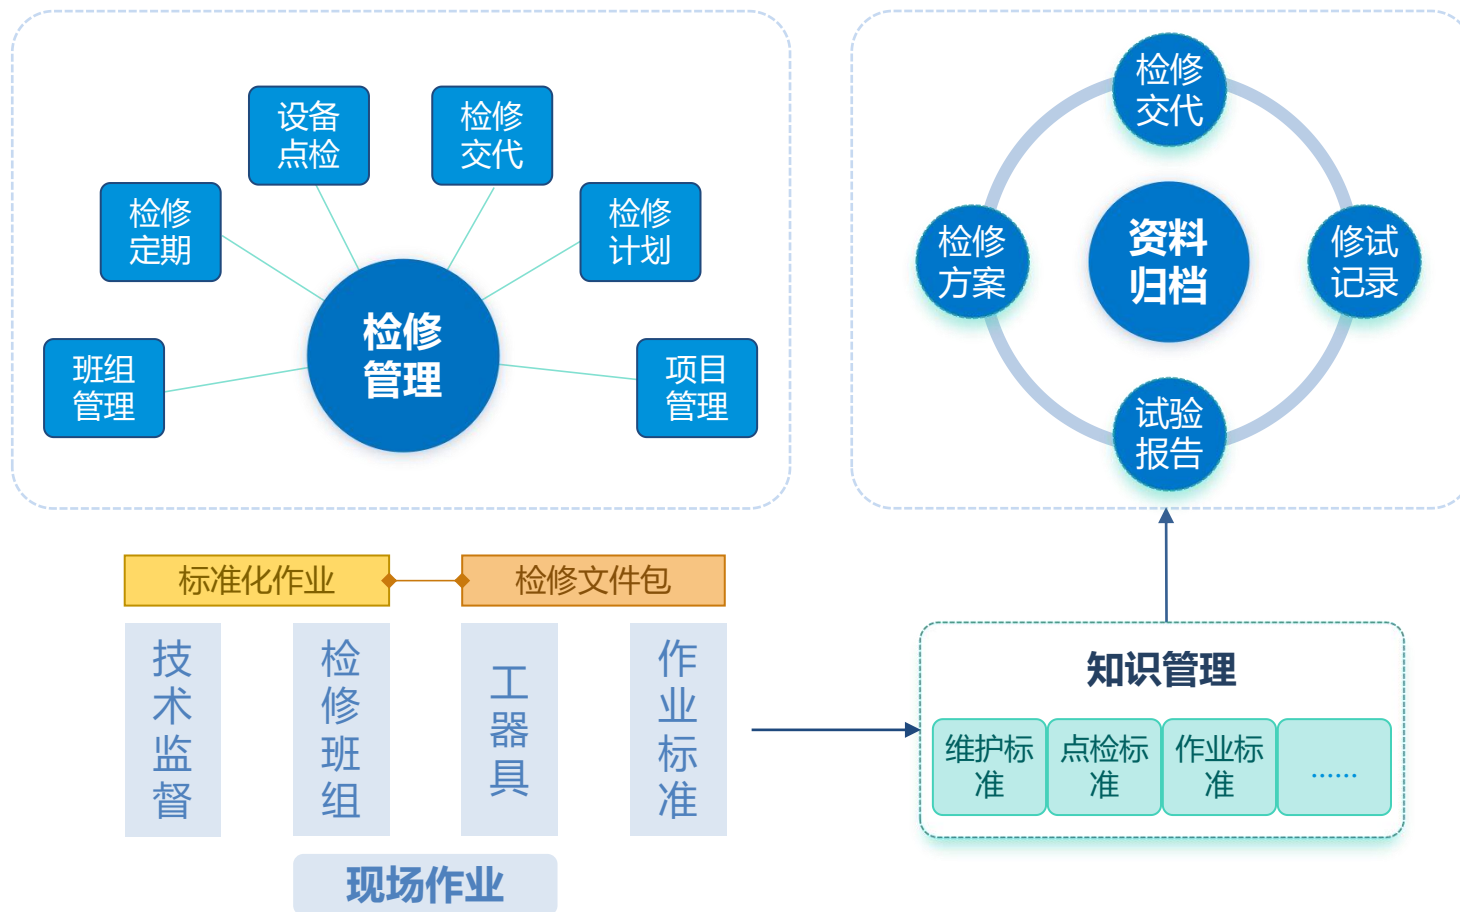 设备
点检
检修
交代
检修
定期
检修
计划
检修
管理
班组
管理
项目
管理
检修
交代
检修
方案
资料
归档
修试
记录
试验
报告
标准化作业
检修文件包
技
术
监
督
检
修
班
组
工
器
具
作
业
标
准
现场作业
知识管理
维护标
准
点检标
准
作业标
准
......